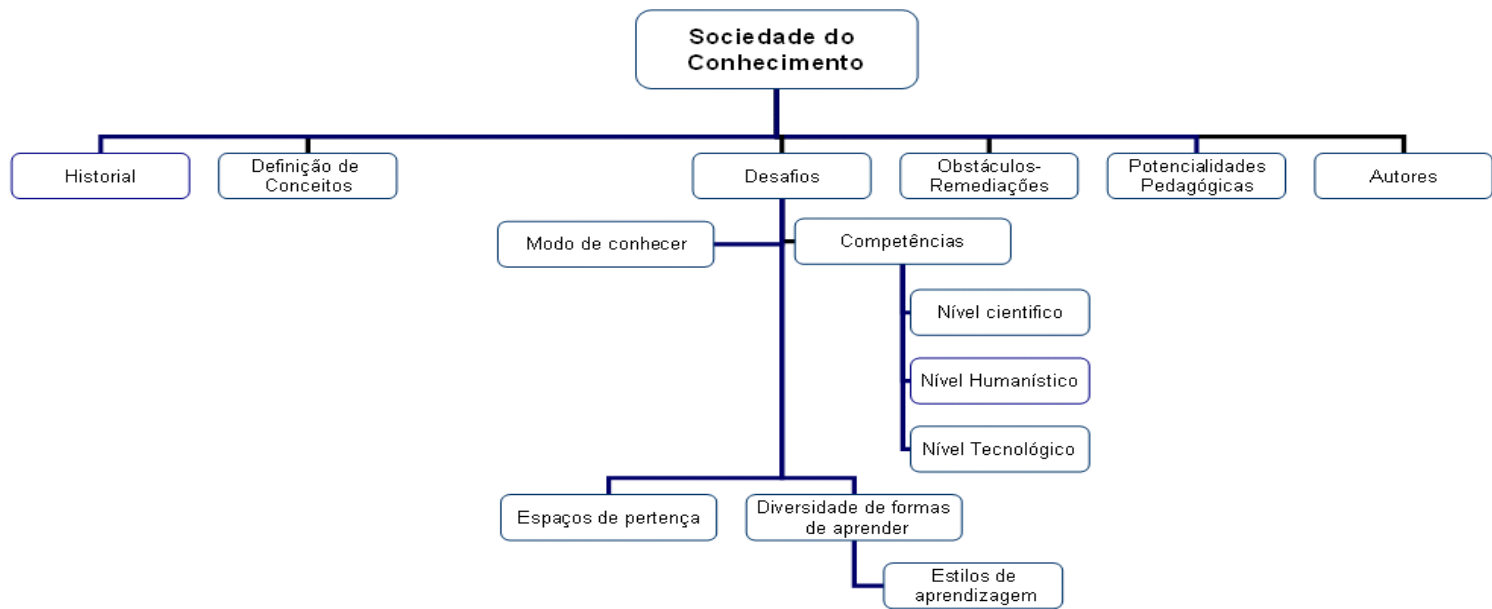 Sociedade do
Conhecimento
Historial
Definição de
Conceitos
Desafios
Obstáculos-
Remediações
Potencialidades
Pedagógicas
Autores
Modo de conhecer
Competências
Nível cientifico
Nível Humanístico
Nível Tecnológico
Espaços de pertença
Diversidade de formas
de aprender
Estilos de
aprendizagem